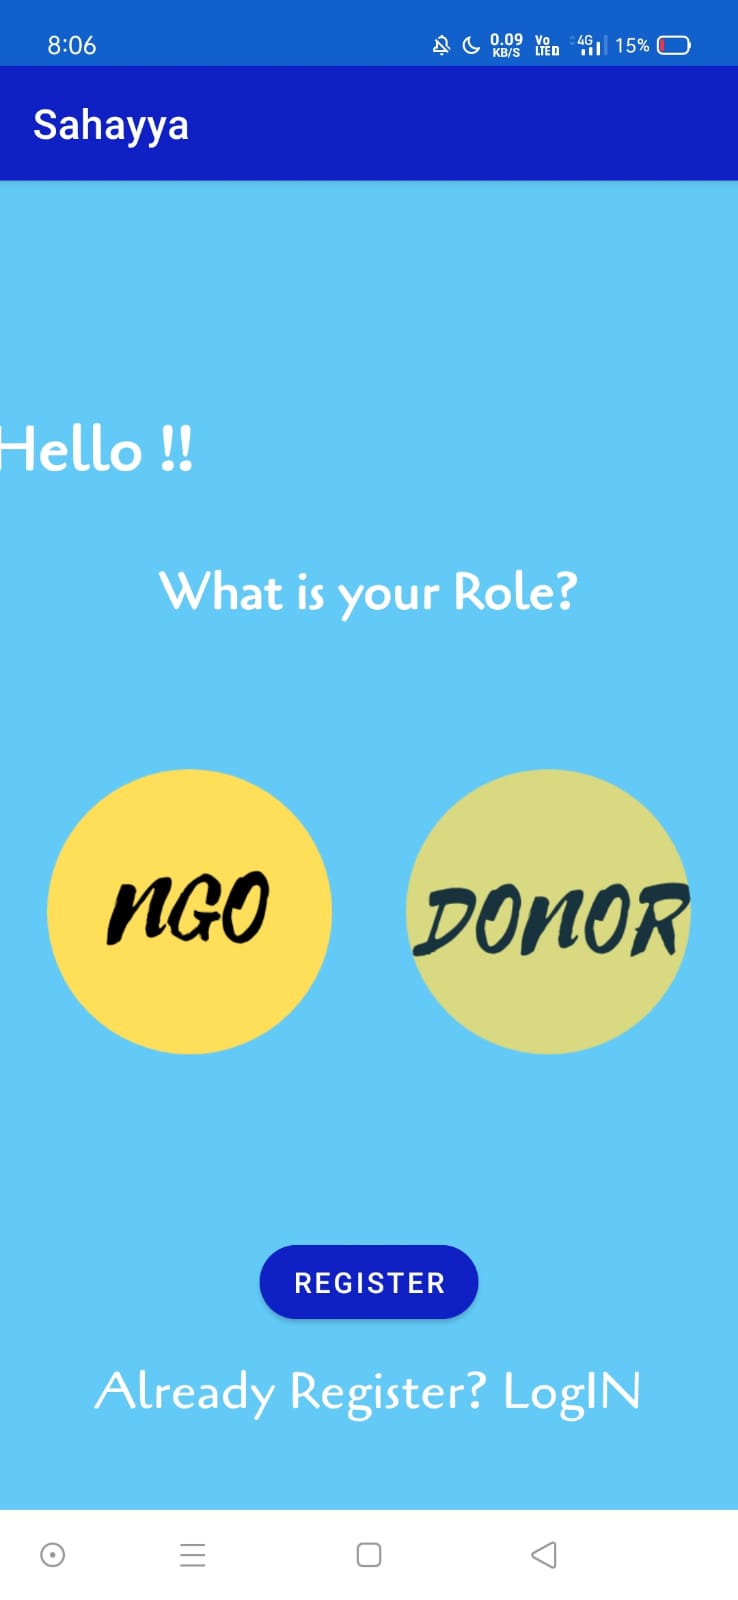 8:06 0.09 KB/S Vo LTE 4G 15%
Sahayya
Hello !!
What is your Role?
NGO DONOR
REGISTER
Already Register? LogIN